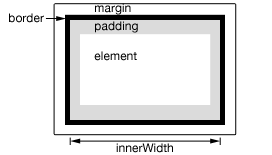 margin
border
padding
element
innerWidth